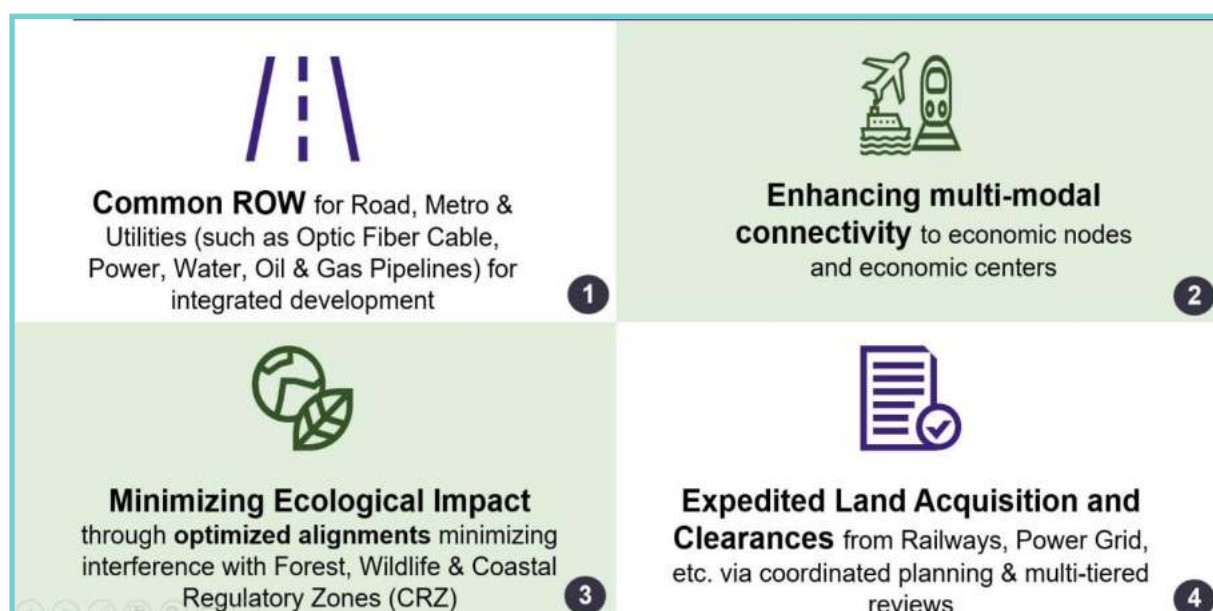 Common ROW for Road, Metro &
Utilities (such as Optic Fiber Cable,
Power, Water, Oil & Gas Pipelines) for
integrated development
1
Enhancing multi-modal
connectivity to economic nodes
and economic centers
2
Minimizing Ecological Impact
through optimized alignments minimizing
interference with Forest, Wildlife & Coastal
Regulatory Zones (CRZ)
3
Expedited Land Acquisition and
Clearances from Railways, Power Grid,
etc. via coordinated planning & multi-tiered
reviews
4